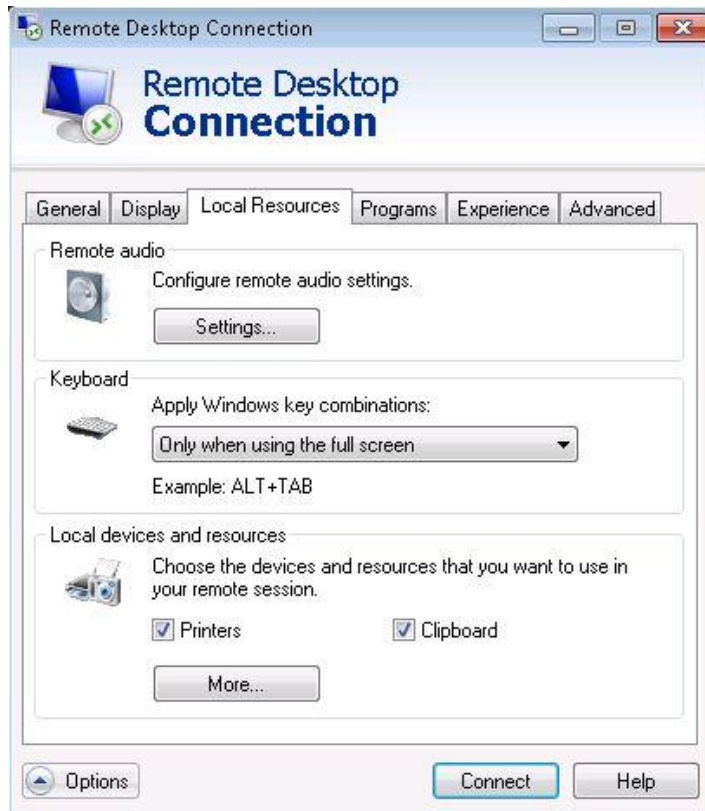 Remote Desktop Connection
Remote Desktop
Connection
General Display Local Resources Programs Experience Advanced
Remote audio
Configure remote audio settings.
Settings...
Keyboard
Apply Windows key combinations:
Only when using the full screen
Example: ALT+TAB
Local devices and resources
Choose the devices and resources that you want to use in
your remote session.
Printers Clipboard
More...
Options Connect Help